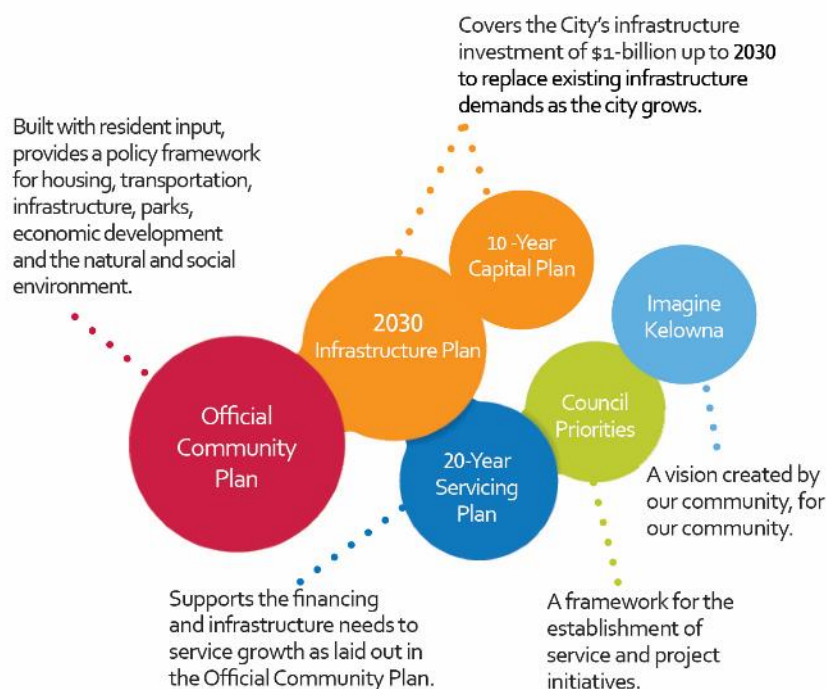 Covers the City's infrastructure
investment of $1-billion up to 2030
to replace existing infrastructure
demands as the city grows.
Built with resident input,
provides a policy framework
for housing, transportation,
infrastructure, parks,
economic development
and the natural and social
environment.
10 -Year
Capital Plan
Imagine
Kelowna
2030
Infrastructure Plan
Council
Priorities
Official
Community
Plan
20-Year
Servicing
Plan
A vision created by
our community, for
our community.
Supports the financing
and infrastructure needs to
service growth as laid out in
the Official Community Plan.
A framework for the
establishment of
service and project
initiatives.